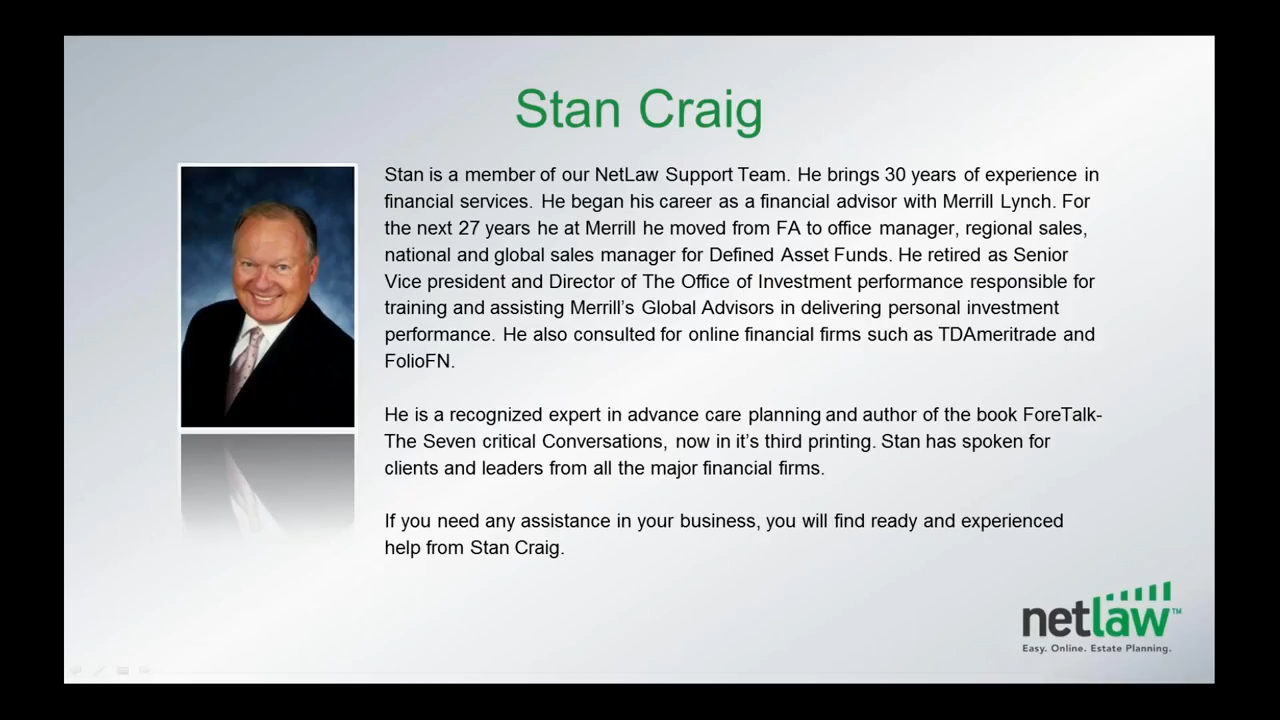 Stan Craig
Stan is a member of our NetLaw Support Team. He brings 30 years of experience in
financial services. He began his career as a financial advisor with Merrill Lynch. For
the next 27 years he at Merrill he moved from FA to office manager, regional sales,
national and global sales manager for Defined Asset Funds. He retired as Senior
Vice president and Director of The Office of Investment performance responsible for
training and assisting Merrill’s Global Advisors in delivering personal investment
performance. He also consulted for online financial firms such as TDAmeritrade and
FolioFN.
He is a recognized expert in advance care planning and author of the book ForeTalk-
The Seven critical Conversations, now in it’s third printing. Stan has spoken for
clients and leaders from all the major financial firms.
If you need any assistance in your business, you will find ready and experienced
help from Stan Craig.
netlaw™
Easy. Online. Estate Planning.